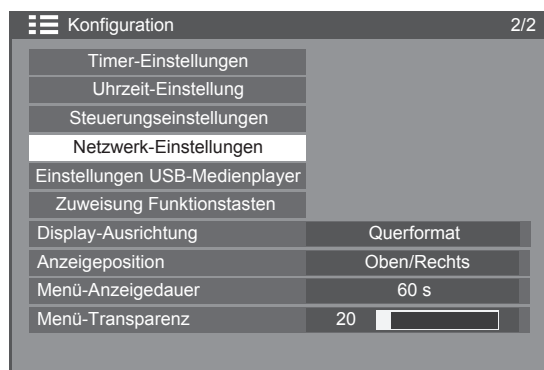 Konfiguration 2/2
Timer-Einstellungen
Uhrzeit-Einstellung
Steuerungseinstellungen
Netzwerk-Einstellungen
Einstellungen USB-Medienplayer
Zuweisung Funktionstasten
Display-Ausrichtung Querformat
Anzeigeposition Oben/Rechts
Menü-Anzeigedauer 60 s
Menü-Transparenz 20